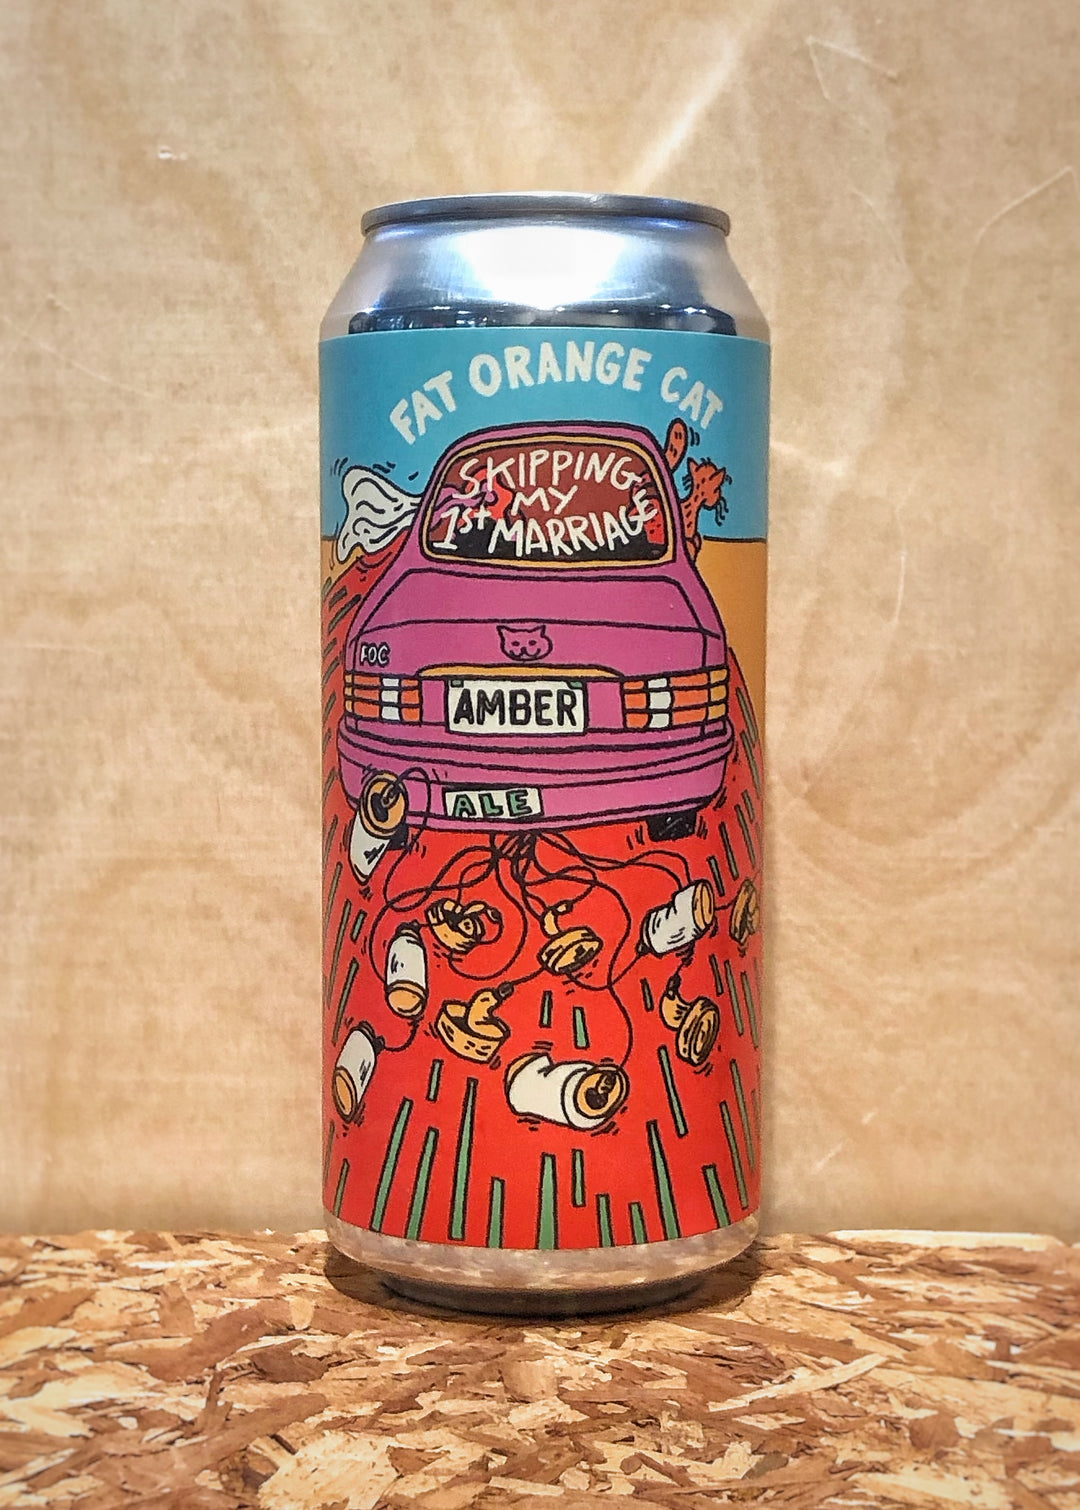 FAT ORANGE CAT
SKIPPING
MY
1st MARRIAGE
FOC
AMBER
ALE